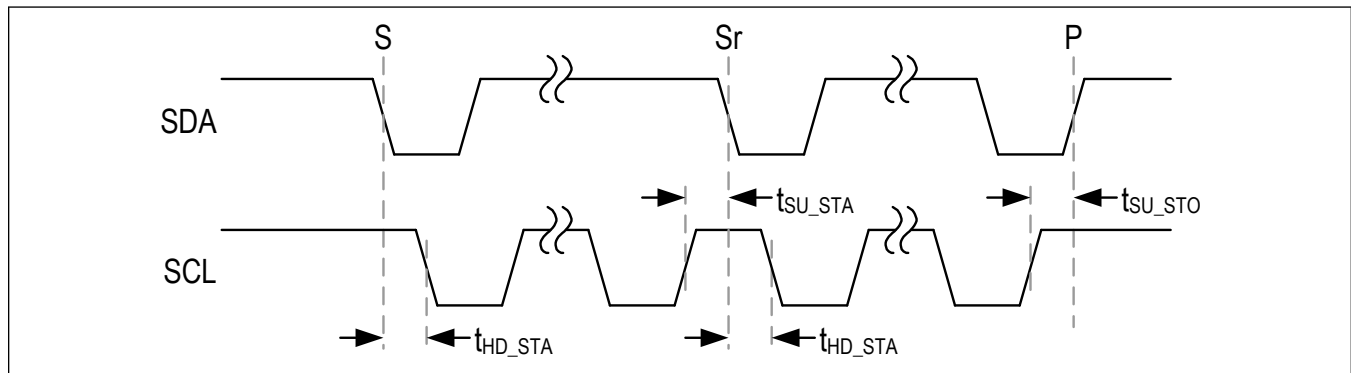 S Sr P
SDA
tSU_STA tSU_STO
SCL
tHD_STA tHD_STA